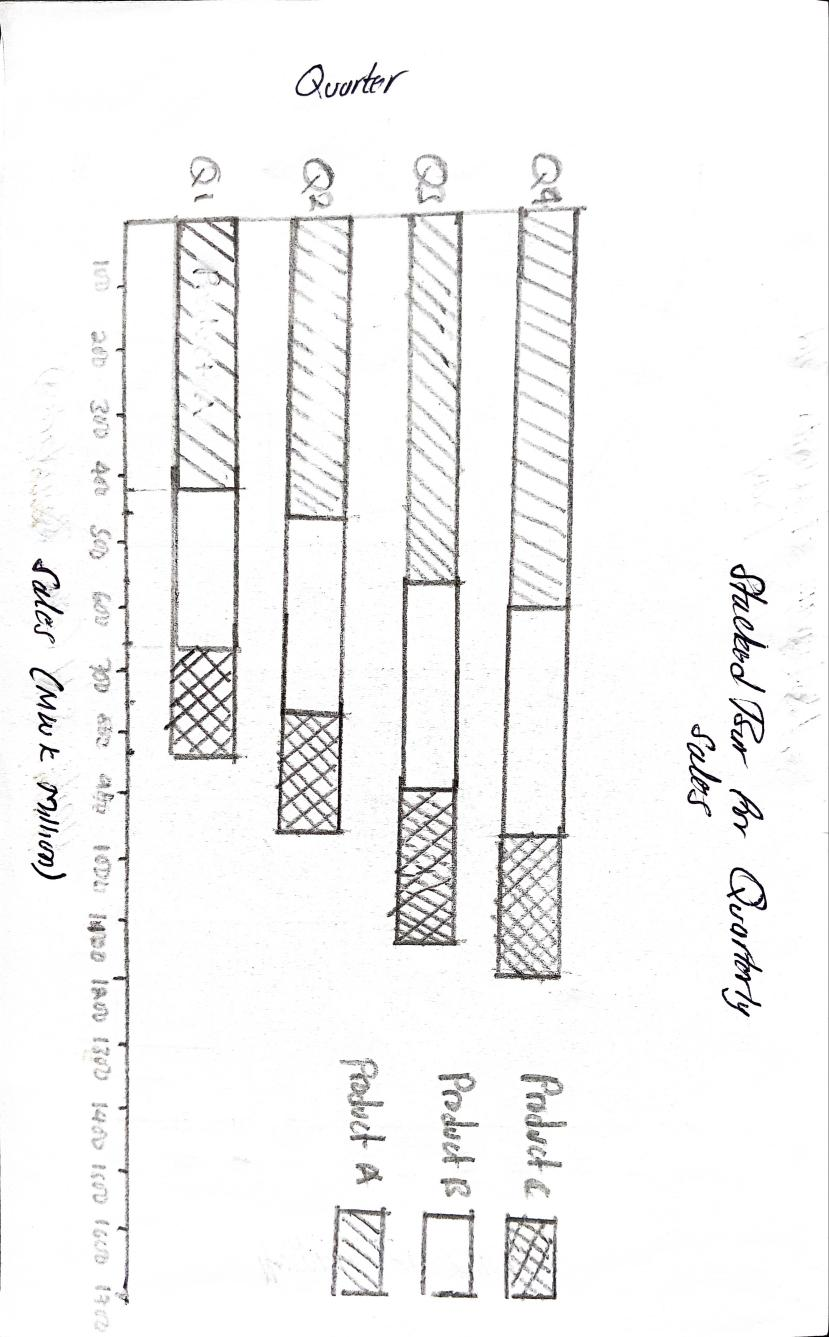 Stacked Bar for Quarterly
Sales
Quarter
Q4
Q3
Q2
Q1
Product C
Product B
Product A
100 200 300 400 500 600 700 800 900 1000 1100 1200 1300 1400 1500 1600 1700
Sales (MWK Million)